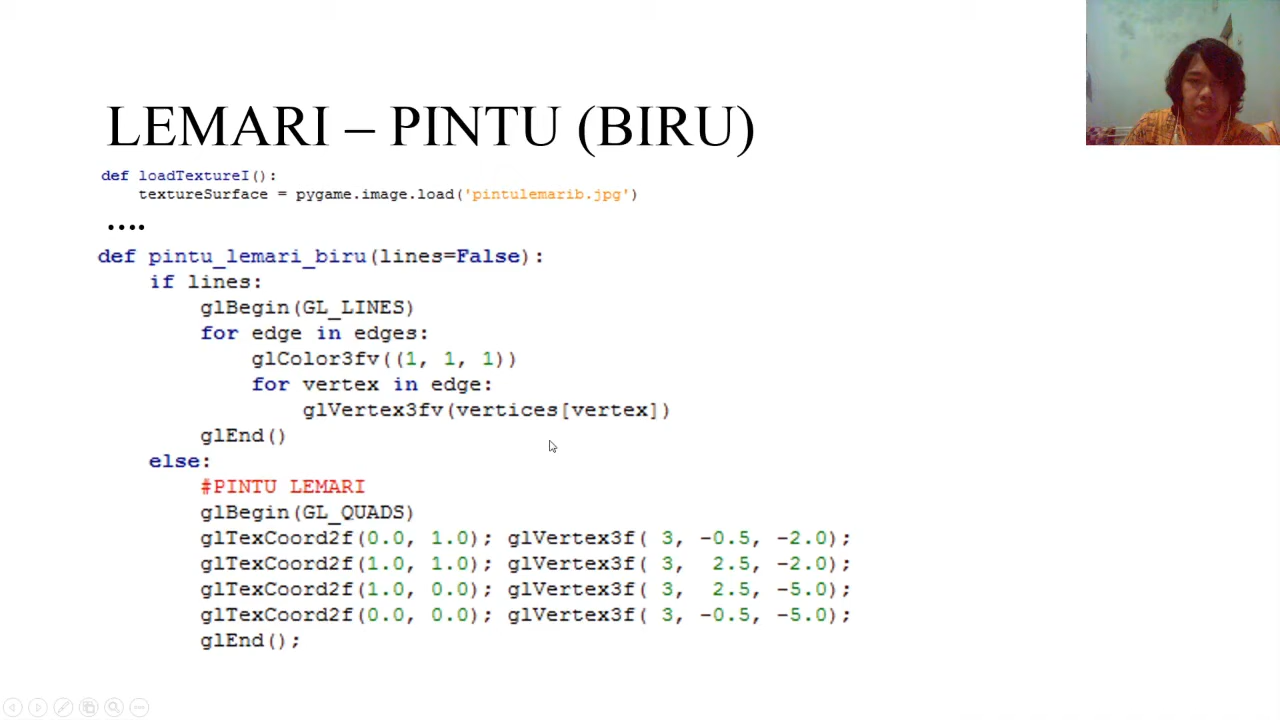 LEMARI – PINTU (BIRU)
def loadTextureI():
textureSurface = pygame.image.load('pintulemarib.jpg')
....
def pintu_lemari_biru(lines=False):
if lines:
glBegin(GL_LINES)
for edge in edges:
glColor3fv((1, 1, 1))
for vertex in edge:
glVertex3fv(vertices[vertex])
glEnd()
else:
#PINTU LEMARI
glBegin(GL_QUADS)
glTexCoord2f(0.0, 1.0); glVertex3f( 3, -0.5, -2.0);
glTexCoord2f(1.0, 1.0); glVertex3f( 3,  2.5, -2.0);
glTexCoord2f(1.0, 0.0); glVertex3f( 3,  2.5, -5.0);
glTexCoord2f(0.0, 0.0); glVertex3f( 3, -0.5, -5.0);
glEnd();